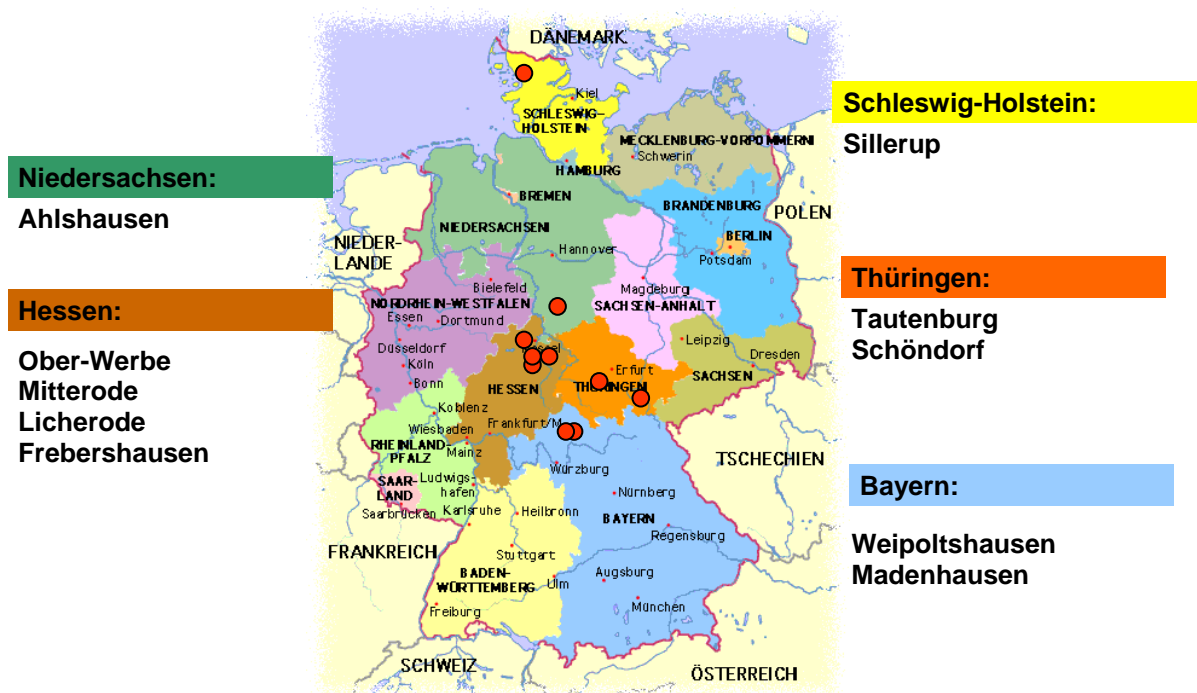 DÄNEMARK
Kiel
SCHLESWIG-
HOLSTEIN
MECKLENBURG-VORPOMMERN
Schwerin
HAMBURG
BREMEN
NIEDERSACHSEN
Hannover
BRANDENBURG
BERLIN
Potsdam
POLEN
NIEDER-
LANDE
Bielefeld
NORDRHEIN-WESTFALEN
Essen
Dortmund
Düsseldorf
Köln
Bonn
Magdeburg
SACHSEN-ANHALT
Leipzig
Dresden
SACHSEN
Erfurt
THÜRINGEN
HESSEN
Koblenz
Wiesbaden
Frankfurt/M.
Mainz
RHEINLAND-
PFALZ
SAAR-
LAND
Saarbrücken
Ludwigs-
hafen
Karlsruhe
Heilbronn
Würzburg
Nürnberg
BAYERN
Regensburg
TSCHECHIEN
FRANKREICH
Stuttgart
BADEN-
WÜRTTEMBERG
Ulm
Augsburg
München
Freiburg
SCHWEIZ
ÖSTERREICH
Niedersachsen:
Ahlshausen
Hessen:
Ober-Werbe
Mitterode
Licherode
Frebershausen
Schleswig-Holstein:
Sillerup
Thüringen:
Tautenburg
Schöndorf
Bayern:
Weipoltshausen
Madenhausen